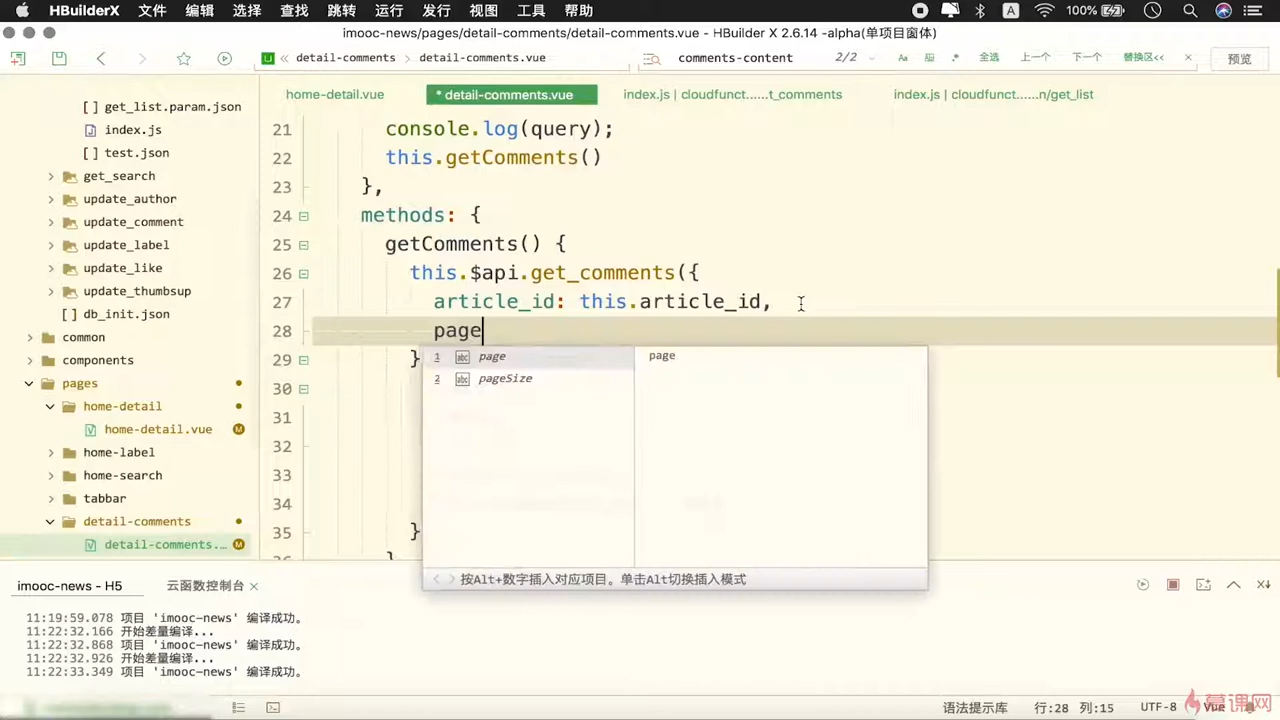 HBuilderX 文件 编辑 选择 查找 跳转 运行 发行 视图 工具 帮助 A 100%
imooc-news/pages/detail-comments/detail-comments.vue - HBuilder X 2.6.14 -alpha(单项目窗体)
detail-comments detail-comments.vue comments-content 2/2 Aa 全选 上一个 下一个 替换区<< 预览
home-detail.vue * detail-comments.vue index.js | cloudfunct.....t_comments index.js | cloudfunct.....n/get_list
[] get_list.param.json
index.js
[] test.json
get_search
update_author
update_comment
update_label
update_like
update_thumbsup
[] db_init.json
common
components
pages
home-detail
home-detail.vue M
home-label
home-search
tabbar
detail-comments
detail-comments.... M
21 console.log(query);
22 this.getComments()
23 },
24 methods: {
25 getComments() {
26 this.$api.get_comments({
27 article_id: this.article_id,
28 page
29 }
30
31
32
33
34
35 }
1 abc page page
2 abc pageSize
按Alt+数字插入对应项目。单击Alt切换插入模式
imooc-news - H5 云函数控制台
11:19:59.078 项目 'imooc-news' 编译成功。
11:22:32.166 开始差量编译...
11:22:32.868 项目 'imooc-news' 编译成功。
11:22:32.926 开始差量编译...
11:22:33.349 项目 'imooc-news' 编译成功。
语法提示库 行:28 列:15 UTF-8 Vue
慕课网